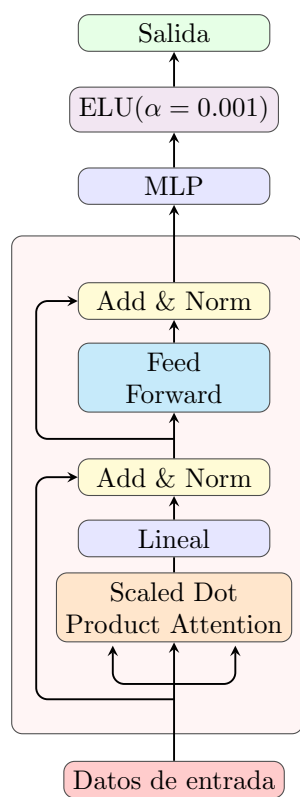 Salida
ELU(α = 0.001)
MLP
Add & Norm
Feed
Forward
Add & Norm
Lineal
Scaled Dot
Product Attention
Datos de entrada